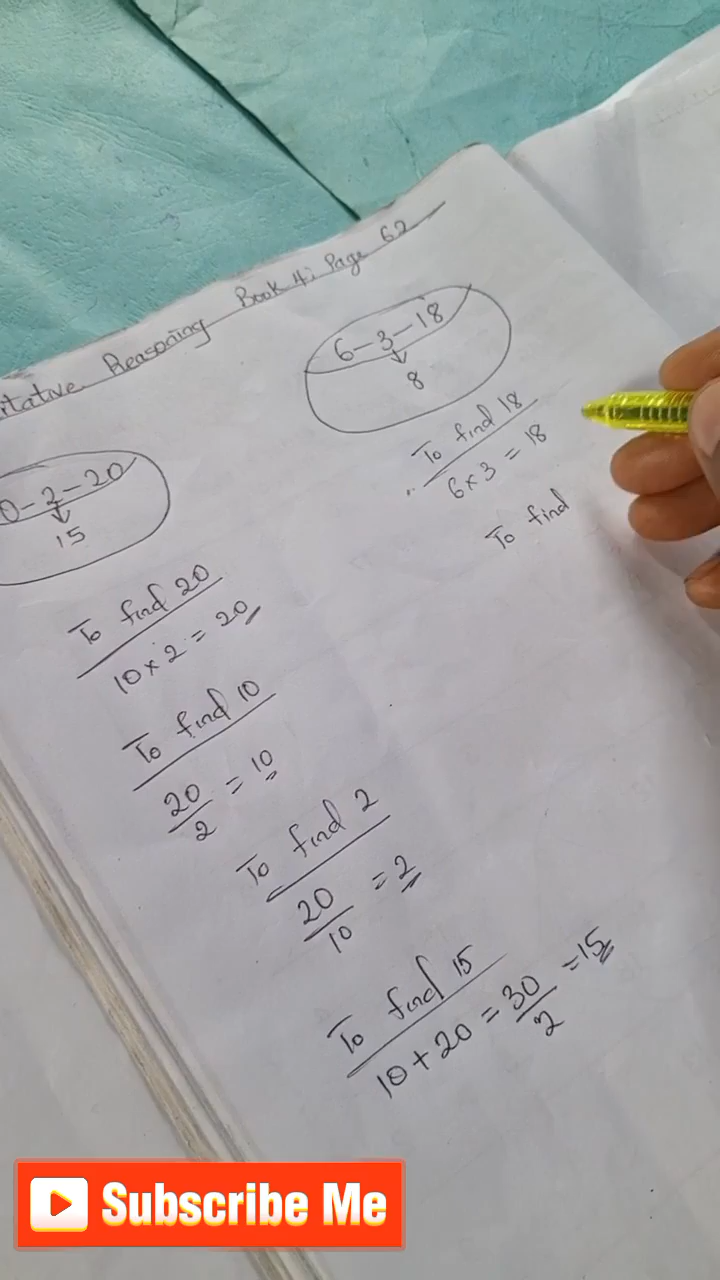 itative Reasoning Book 4: Page 62
0-2-20
↓
15
To find 20
10 × 2 = 20
To find 10
20/2 = 10
To find 2
20/10 = 2
To find 15
10 + 20 = 30/2 = 15
6-3-18
↓
8
To find 18
6 × 3 = 18
To find
Subscribe Me